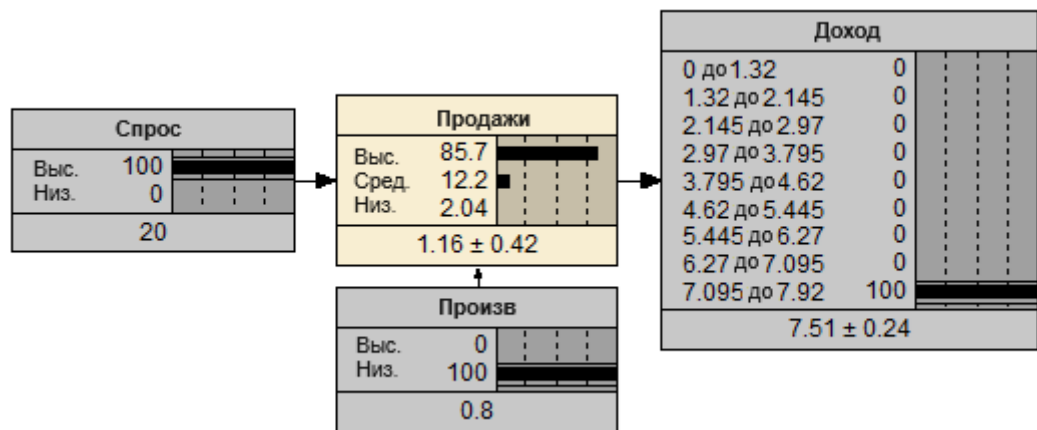 Спрос
Выс. 100
Низ. 0
20
Продажи
Выс. 85.7
Сред. 12.2
Низ. 2.04
1.16 ± 0.42
Произв
Выс. 0
Низ. 100
0.8
Доход
0 до 1.32 0
1.32 до 2.145 0
2.145 до 2.97 0
2.97 до 3.795 0
3.795 до 4.62 0
4.62 до 5.445 0
5.445 до 6.27 0
6.27 до 7.095 0
7.095 до 7.92 100
7.51 ± 0.24